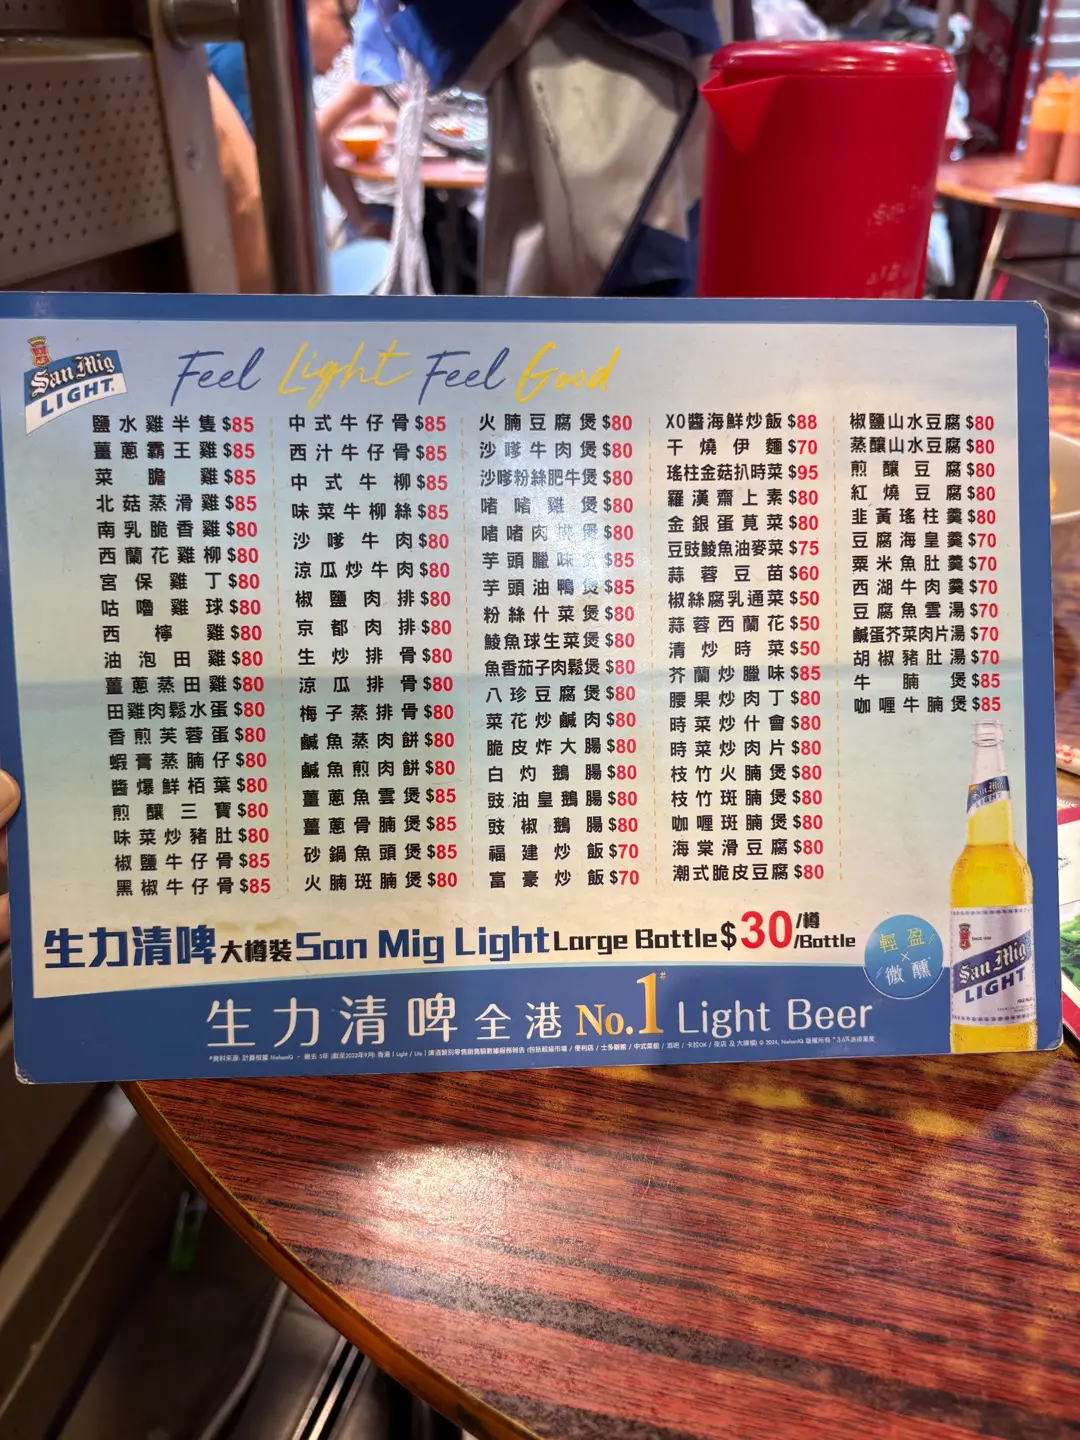 San Mig
LIGHT
Feel Light Feel Good
鹽水雞半隻 $85
薑蔥霸王雞 $85
菜膽雞 $85
北菇蒸滑雞 $85
南乳脆香雞 $80
西蘭花雞柳 $80
宮保雞丁 $80
咕嚕雞球 $80
西檸雞 $80
油泡田雞 $80
薑蔥蒸田雞 $80
田雞肉鬆水蛋 $80
香煎芙蓉蛋 $80
蝦膏蒸腩仔 $80
醬爆鮮栢葉 $80
煎釀三寶 $80
味菜炒豬肚 $80
椒鹽牛仔骨 $85
黑椒牛仔骨 $85
中式牛仔骨 $85
西汁牛仔骨 $85
中式牛柳 $85
味菜牛柳絲 $85
沙嗲牛肉 $80
涼瓜炒牛肉 $80
椒鹽肉排 $80
京都肉排 $80
生炒排骨 $80
涼瓜排骨 $80
梅子蒸排骨 $80
鹹魚蒸肉餅 $80
鹹魚煎肉餅 $80
薑蔥魚雲煲 $85
薑蔥骨腩煲 $85
砂鍋魚頭煲 $85
火腩斑腩煲 $80
火腩豆腐煲 $80
沙嗲牛肉煲 $80
沙嗲粉絲肥牛煲 $80
啫啫雞煲 $80
啫啫肉排煲 $80
芋頭臘味煲 $85
芋頭油鴨煲 $85
粉絲什菜煲 $80
鯪魚球生菜煲 $80
魚香茄子肉鬆煲 $80
八珍豆腐煲 $80
菜花炒鹹肉 $80
脆皮炸大腸 $80
白灼鵝腸 $80
豉油皇鵝腸 $80
豉椒鵝腸 $80
福建炒飯 $70
富豪炒飯 $70
XO醬海鮮炒飯 $88
干燒伊麵 $70
瑤柱金菇扒時菜 $95
羅漢齋上素 $80
金銀蛋莧菜 $80
豆豉鯪魚油麥菜 $75
蒜蓉豆苗 $60
椒絲腐乳通菜 $50
蒜蓉西蘭花 $50
清炒時菜 $50
芥蘭炒臘味 $85
腰果炒肉丁 $80
時菜炒什會 $80
時菜炒肉片 $80
枝竹火腩煲 $80
枝竹斑腩煲 $80
咖喱斑腩煲 $80
海棠滑豆腐 $80
潮式脆皮豆腐 $80
椒鹽山水豆腐 $80
蒸釀山水豆腐 $80
煎釀豆腐 $80
紅燒豆腐 $80
韭黃瑤柱羹 $80
豆腐海皇羹 $70
粟米魚肚羹 $70
西湖牛肉羹 $70
豆腐魚雲湯 $70
鹹蛋芥菜肉片湯 $70
胡椒豬肚湯 $70
牛腩煲 $85
咖喱牛腩煲 $85
生力清啤 大樽裝 San Mig Light Large Bottle $30 /樽 /Bottle
輕盈
×
微醺
San Mig
LIGHT
生力清啤 全港 No.1# Light Beer